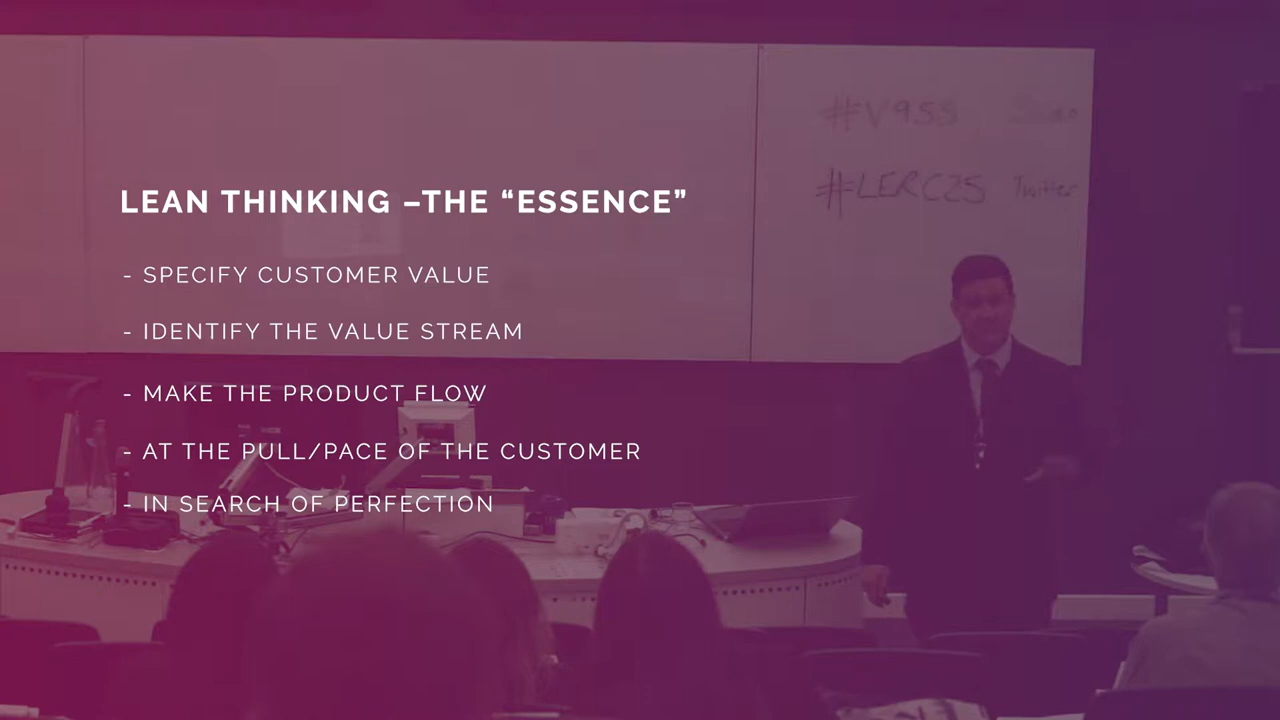 #V9SS
#LERC25 Twitter
LEAN THINKING –THE “ESSENCE”
- SPECIFY CUSTOMER VALUE
- IDENTIFY THE VALUE STREAM
- MAKE THE PRODUCT FLOW
- AT THE PULL/PACE OF THE CUSTOMER
- IN SEARCH OF PERFECTION